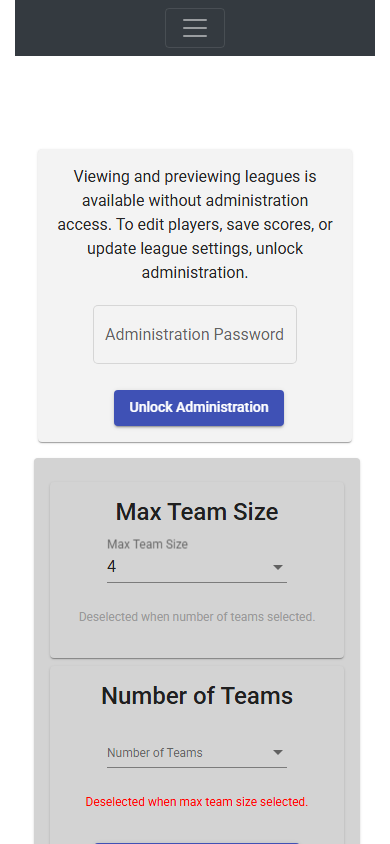 Viewing and previewing leagues is
available without administration
access. To edit players, save scores, or
update league settings, unlock
administration.
Administration Password
Unlock Administration
Max Team Size
Max Team Size
4
Deselected when number of teams selected.
Number of Teams
Number of Teams
Deselected when max team size selected.